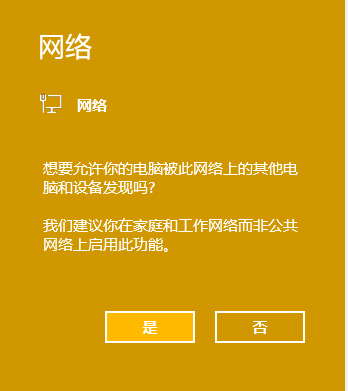 网络
网络
想要允许你的电脑被此网络上的其他电
脑和设备发现吗?
我们建议你在家庭和工作网络而非公共
网络上启用此功能。
是
否